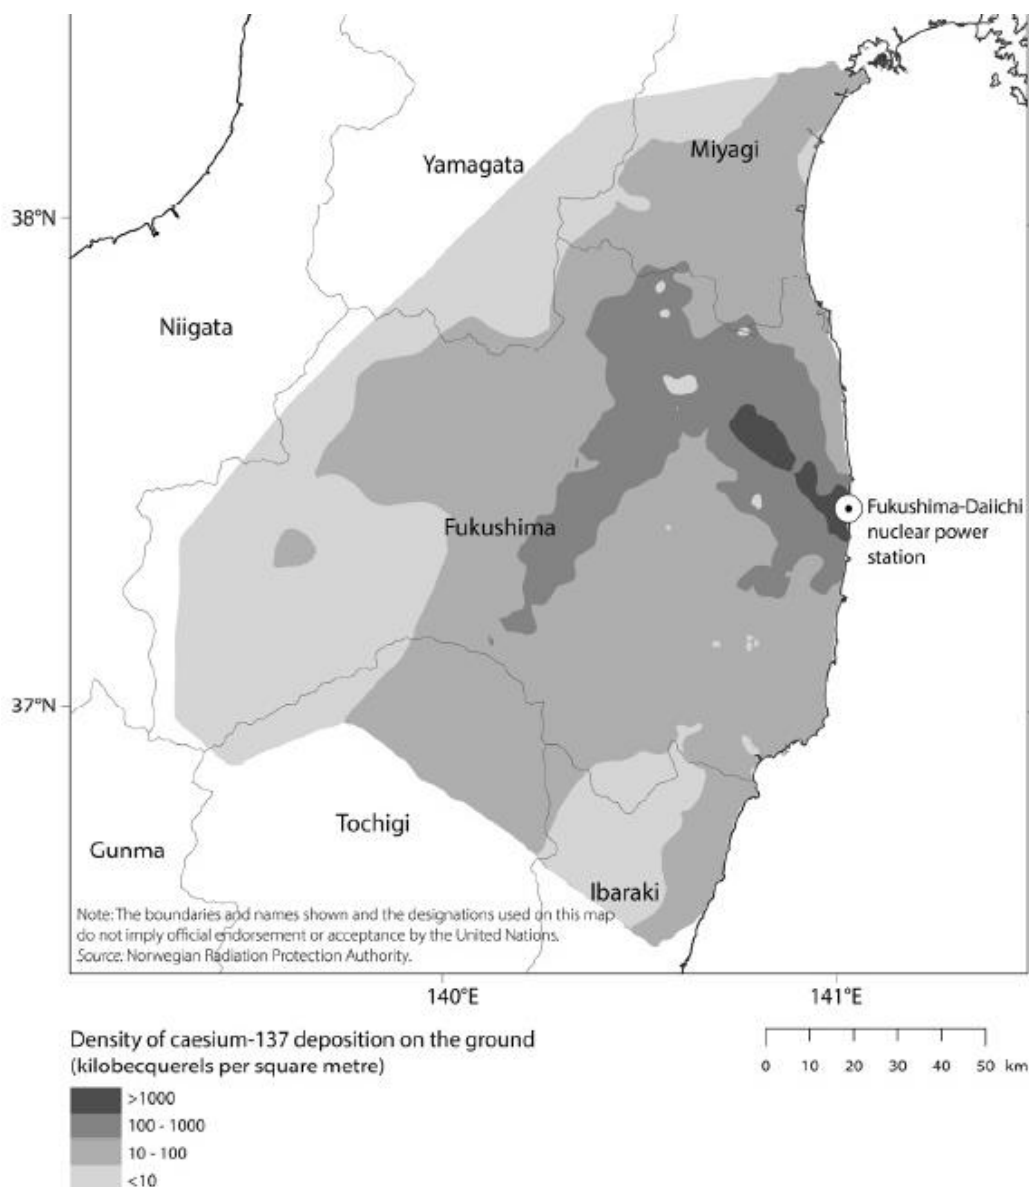 Yamagata
Miyagi
38°N
Niigata
Fukushima
Fukushima-Daiichi
nuclear power
station
37°N
Tochigi
Gunma
Ibaraki
Note: The boundaries and names shown and the designations used on this map
do not imply official endorsement or acceptance by the United Nations.
Source: Norwegian Radiation Protection Authority.
140°E 141°E
Density of caesium-137 deposition on the ground
(kilobecquerels per square metre)
0 10 20 30 40 50 km
>1000
100 - 1000
10 - 100
<10